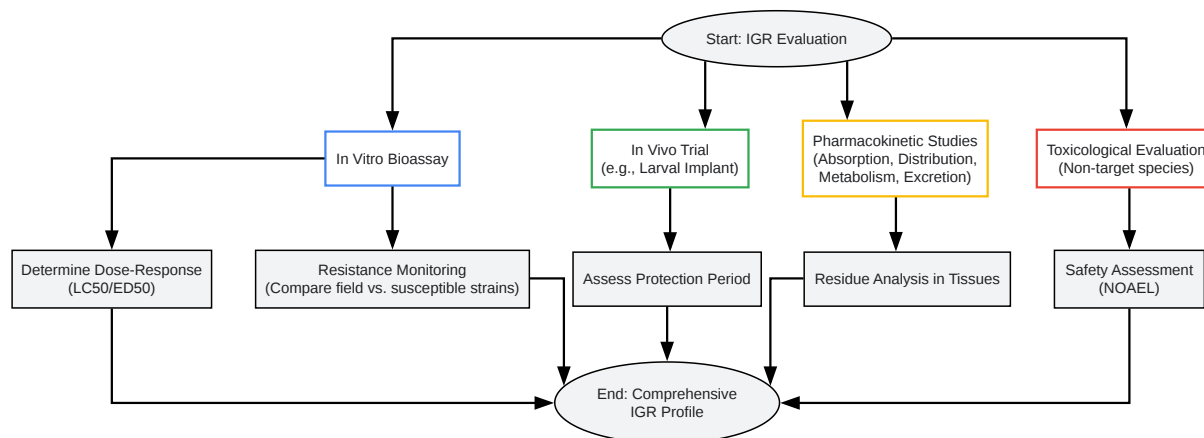 Start: IGR Evaluation
In Vitro Bioassay
In Vivo Trial
(e.g., Larval Implant)
Pharmacokinetic Studies
(Absorption, Distribution,
Metabolism, Excretion)
Toxicological Evaluation
(Non-target species)
Determine Dose-Response
(LC50/ED50)
Resistance Monitoring
(Compare field vs. susceptible strains)
Assess Protection Period
Residue Analysis in Tissues
Safety Assessment
(NOAEL)
End: Comprehensive
IGR Profile